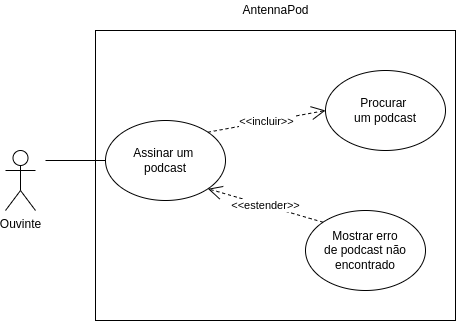 AntennaPod
Procurar
um podcast
<<incluir>>
Assinar um
podcast
<<estender>>
Ouvinte
Mostrar erro
de podcast não
encontrado